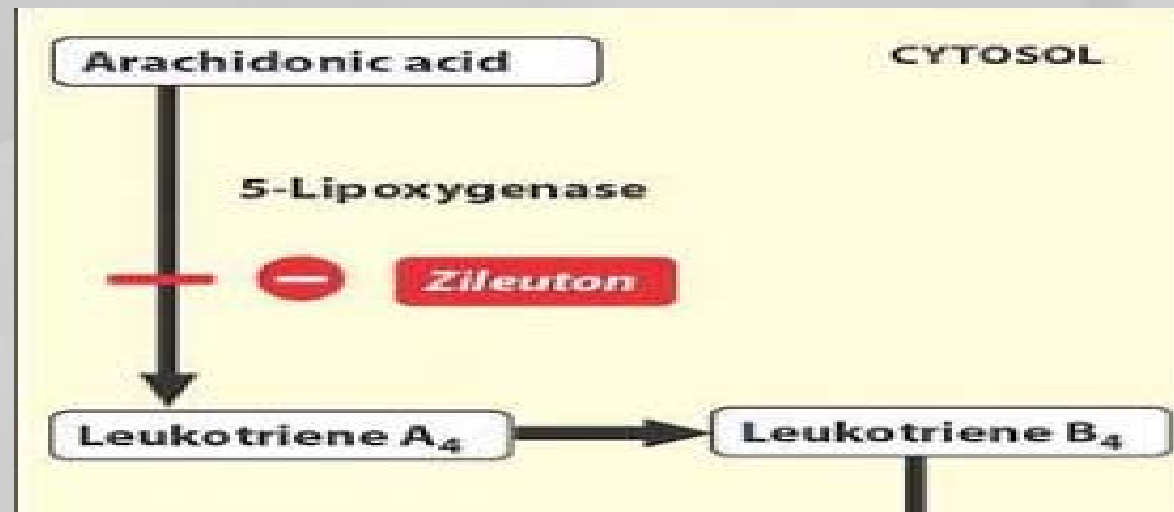 Arachidonic acid
CYTOSOL
5-Lipoxygenase
Zileuton
Leukotriene A₄
Leukotriene B₄